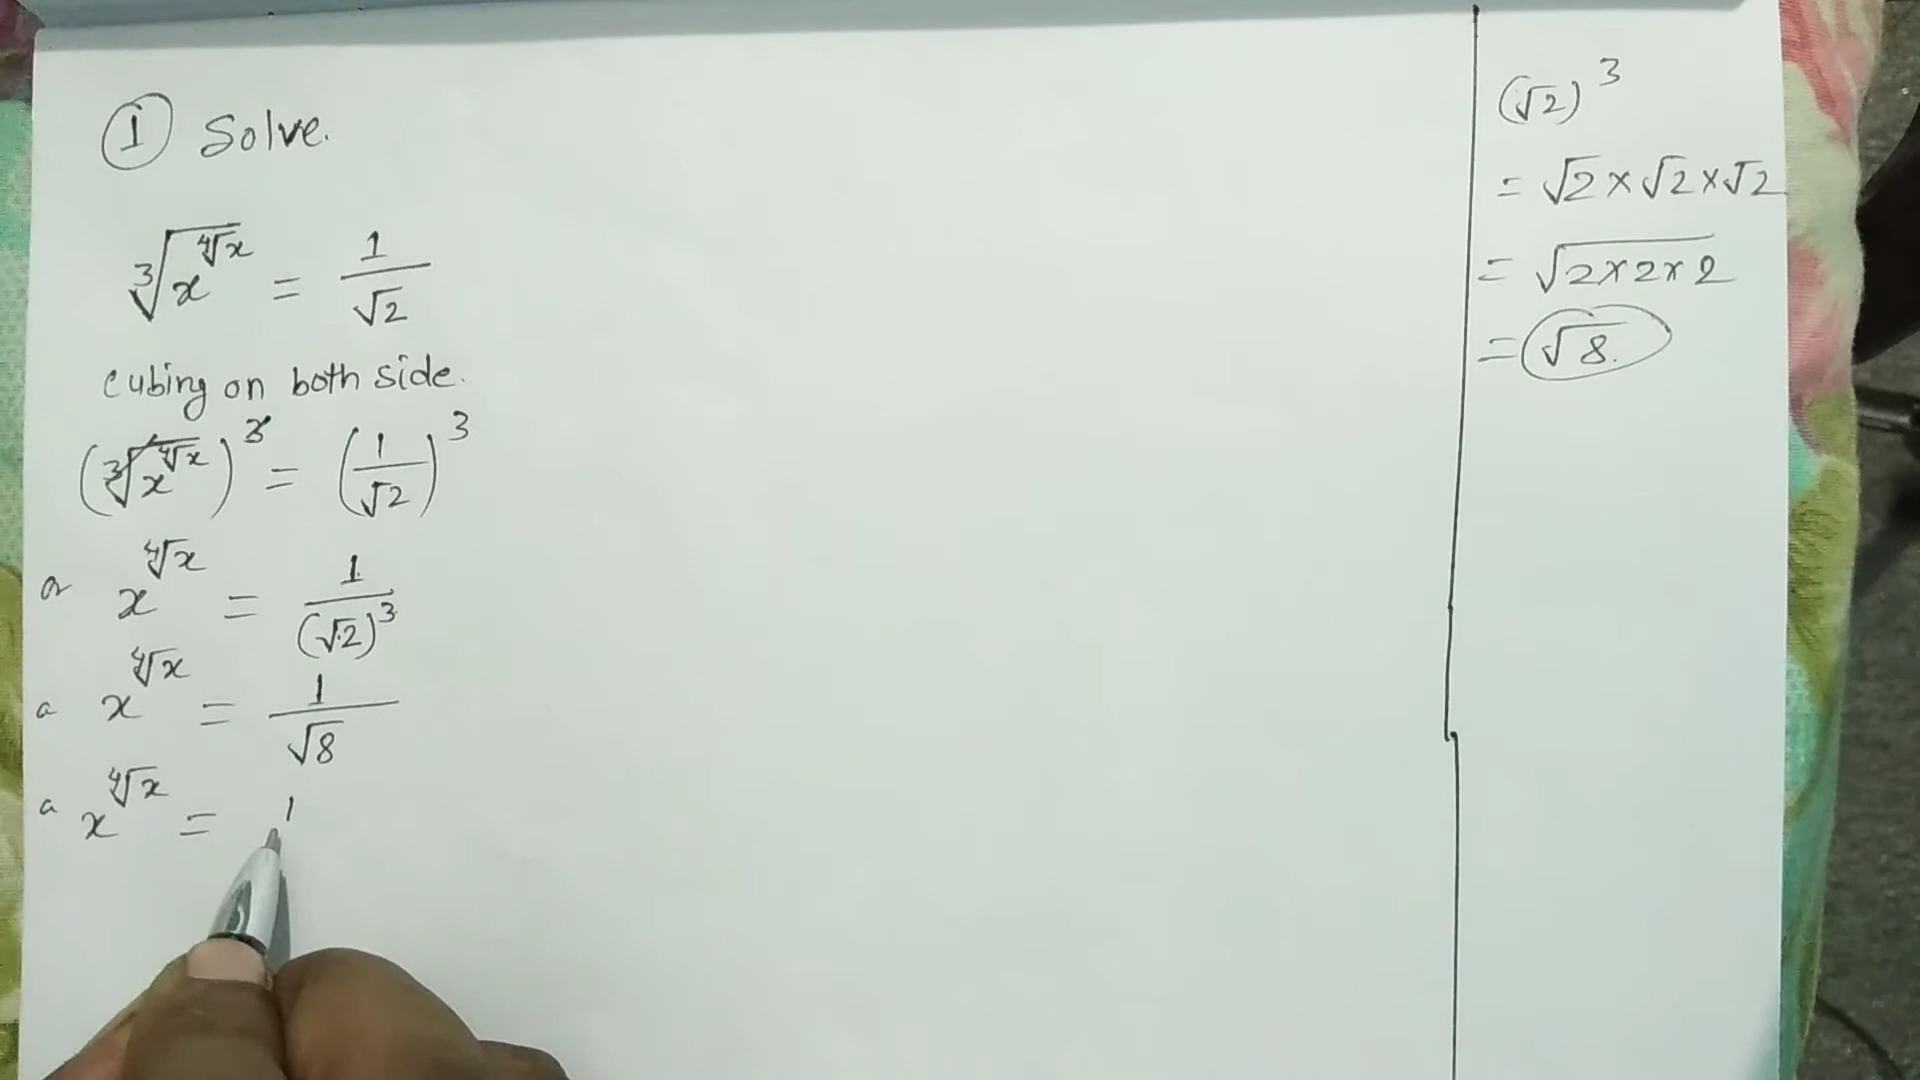 ① Solve.
∛(x^(∜x)) = 1/√2
cubing on both side.
(∛(x^(∜x)))^3 = (1/√2)^3
or x^(∜x) = 1/(√2)^3
or x^(∜x) = 1/√8
or x^(∜x) = 1
(√2)^3
= √2 × √2 × √2
= √2×2×2
= √8.